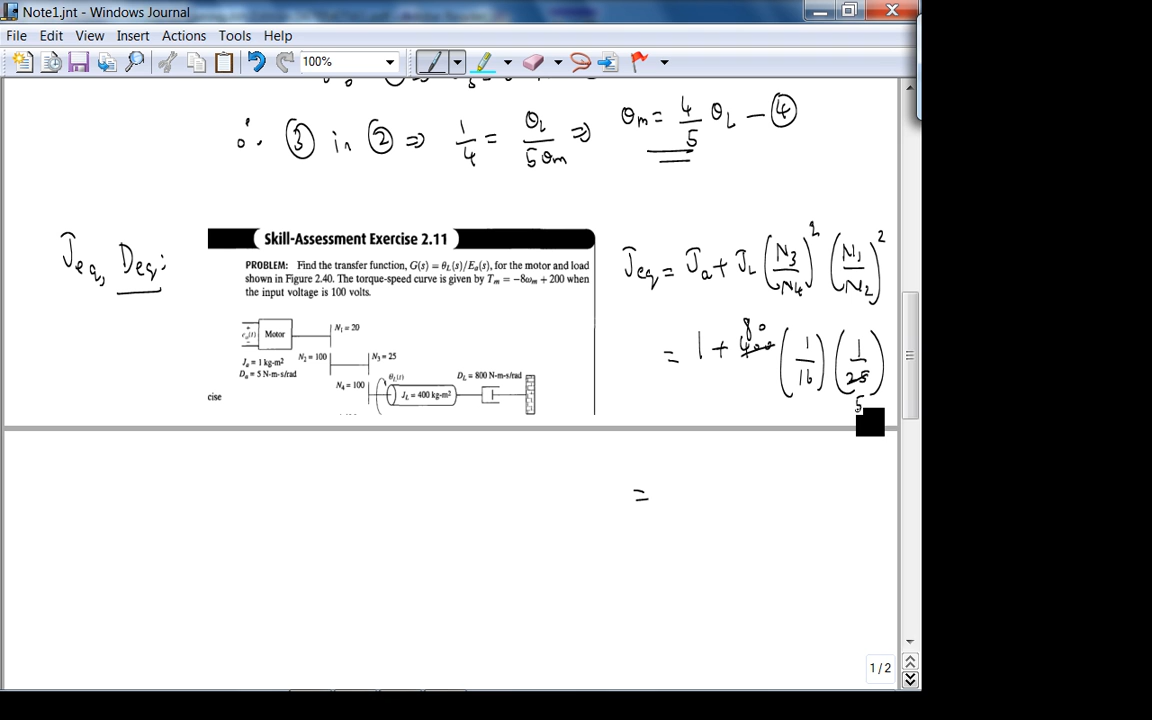 Note1.jnt - Windows Journal
File Edit View Insert Actions Tools Help
100%
∴ ③ in ② ⇒ 1/4 = θL/5θm ⇒ θm = 4/5 θL - ④
Jeq, Deq:
Skill-Assessment Exercise 2.11
PROBLEM: Find the transfer function, G(s) = θL(s)/Ea(s), for the motor and load
shown in Figure 2.40. The torque-speed curve is given by Tm = −8ωm + 200 when
the input voltage is 100 volts.
+
ea(t)
Motor
N1 = 20
Ja = 1 kg-m²
Da = 5 N-m-s/rad
N2 = 100
N3 = 25
N4 = 100
θL(t)
JL = 400 kg-m²
DL = 800 N-m-s/rad
cise
Jeq = Ja + JL (N3/N4)² (N1/N2)²
= 1 + 400 80 (1/16) (1/25) 5
=
1 / 2